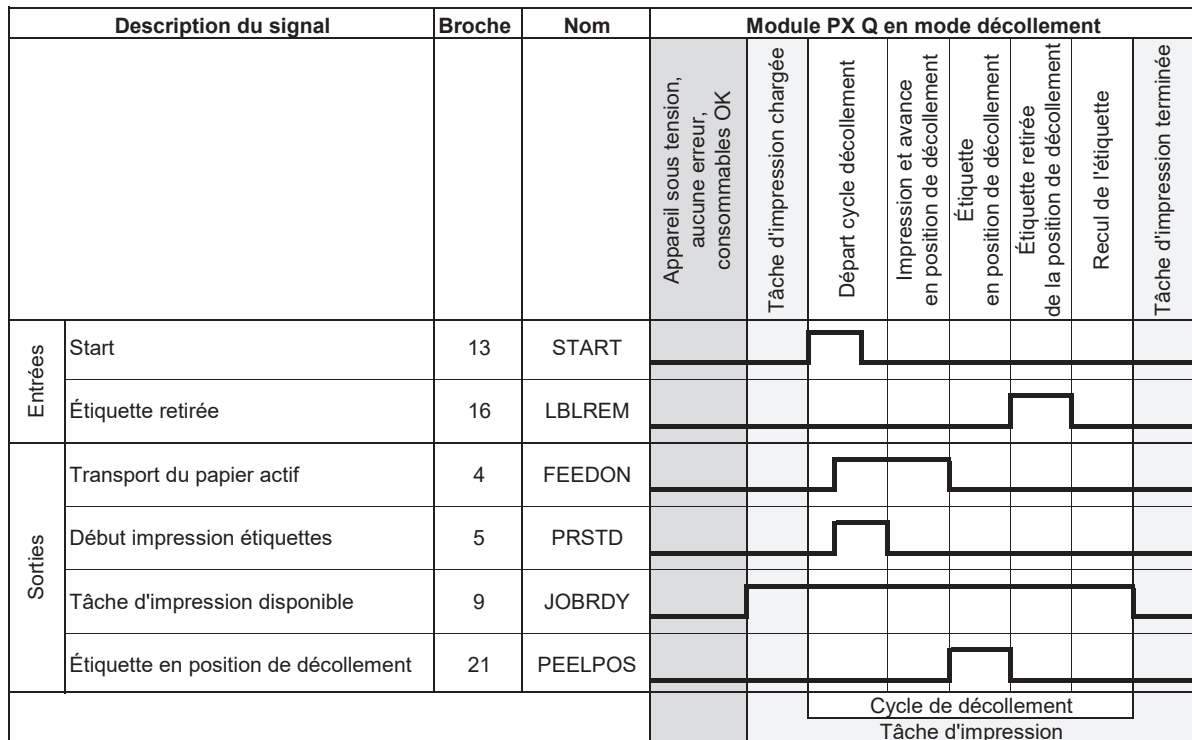 Description du signal
Broche
Nom
Module PX Q en mode décollement
Appareil sous tension,
aucune erreur,
consommables OK
Tâche d'impression chargée
Départ cycle décollement
Impression et avance
en position de décollement
Étiquette
en position de décollement
Étiquette retirée
de la position de décollement
Recul de l'étiquette
Tâche d'impression terminée
Entrées
Start
13
START
Étiquette retirée
16
LBLREM
Sorties
Transport du papier actif
4
FEEDON
Début impression étiquettes
5
PRSTD
Tâche d'impression disponible
9
JOBRDY
Étiquette en position de décollement
21
PEELPOS
Cycle de décollement
Tâche d'impression